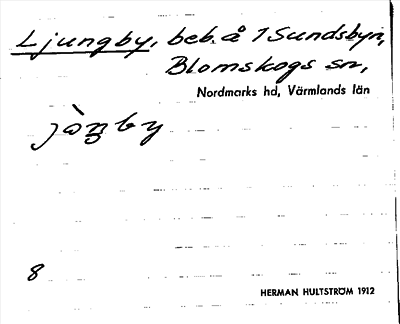 Ljungby, beb. å 1 Sundsbyn,
Blomskogs sn,
Nordmarks hd, Värmlands län
jòŋby
8
HERMAN HULTSTRÖM 1912